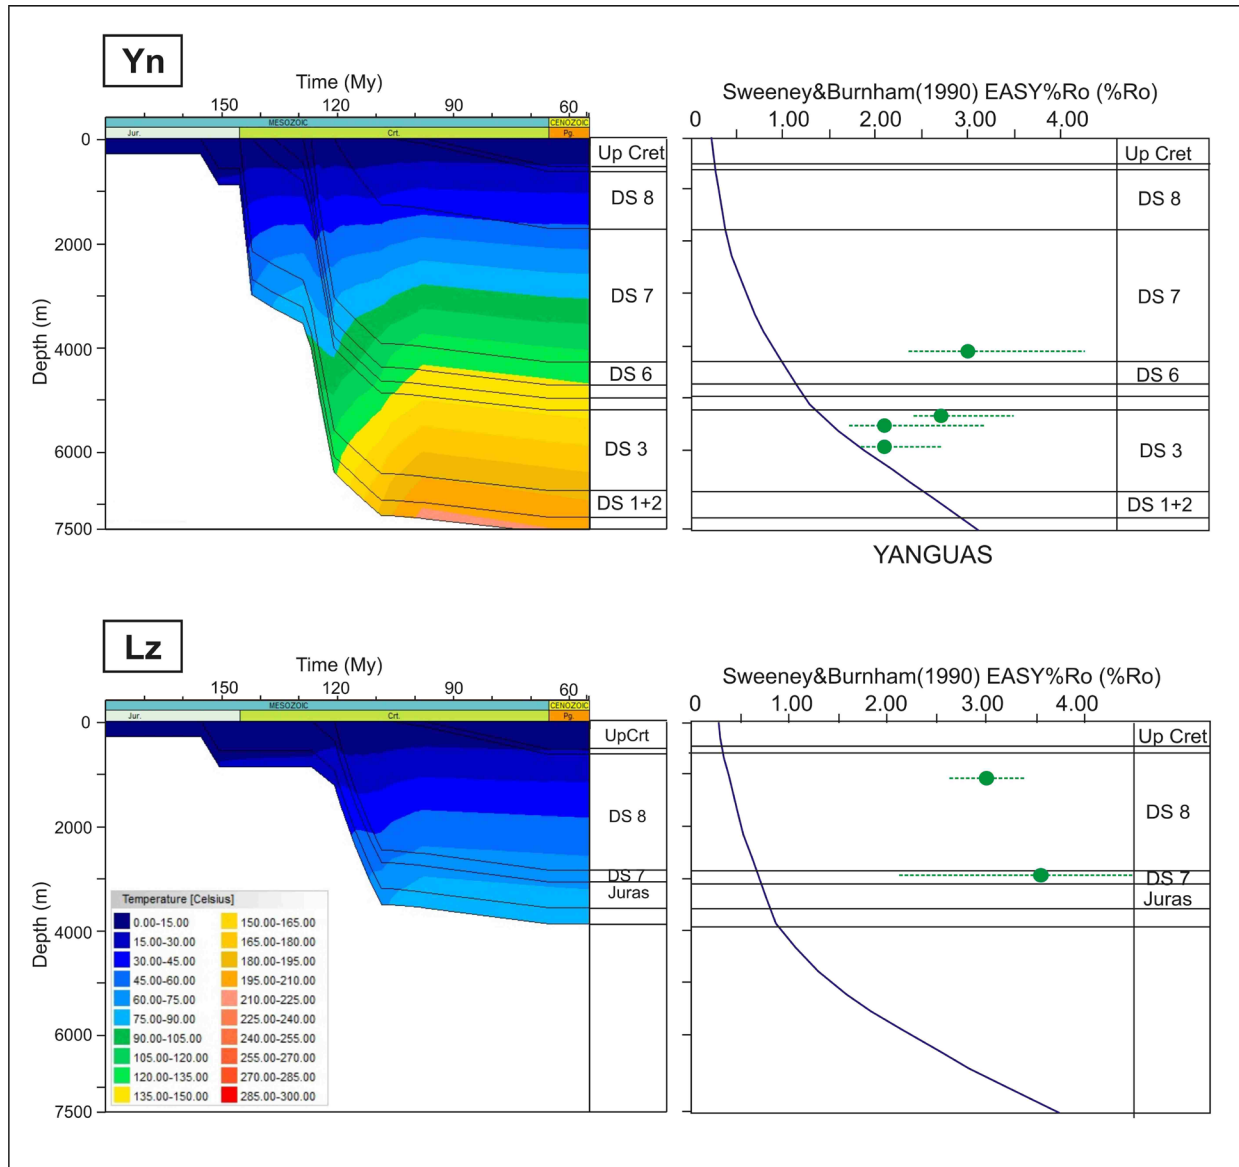 Yn
Time (My)
150 120 90 60
MESOZOIC CENOZOIC
Jur. Crt. Pg.
Depth (m)
0
2000
4000
6000
7500
Up Cret
DS 8
DS 7
DS 6
DS 3
DS 1+2
Sweeney&Burnham(1990) EASY%Ro (%Ro)
0 1.00 2.00 3.00 4.00
Up Cret
DS 8
DS 7
DS 6
DS 3
DS 1+2
YANGUAS
Lz
Time (My)
150 120 90 60
MESOZOIC CENOZOIC
Jur. Crt. Pg.
Depth (m)
0
2000
4000
6000
7500
UpCrt
DS 8
DS 7
Juras
Temperature [Celsius]
0.00-15.00 150.00-165.00
15.00-30.00 165.00-180.00
30.00-45.00 180.00-195.00
45.00-60.00 195.00-210.00
60.00-75.00 210.00-225.00
75.00-90.00 225.00-240.00
90.00-105.00 240.00-255.00
105.00-120.00 255.00-270.00
120.00-135.00 270.00-285.00
135.00-150.00 285.00-300.00
Sweeney&Burnham(1990) EASY%Ro (%Ro)
0 1.00 2.00 3.00 4.00
Up Cret
DS 8
DS 7
Juras